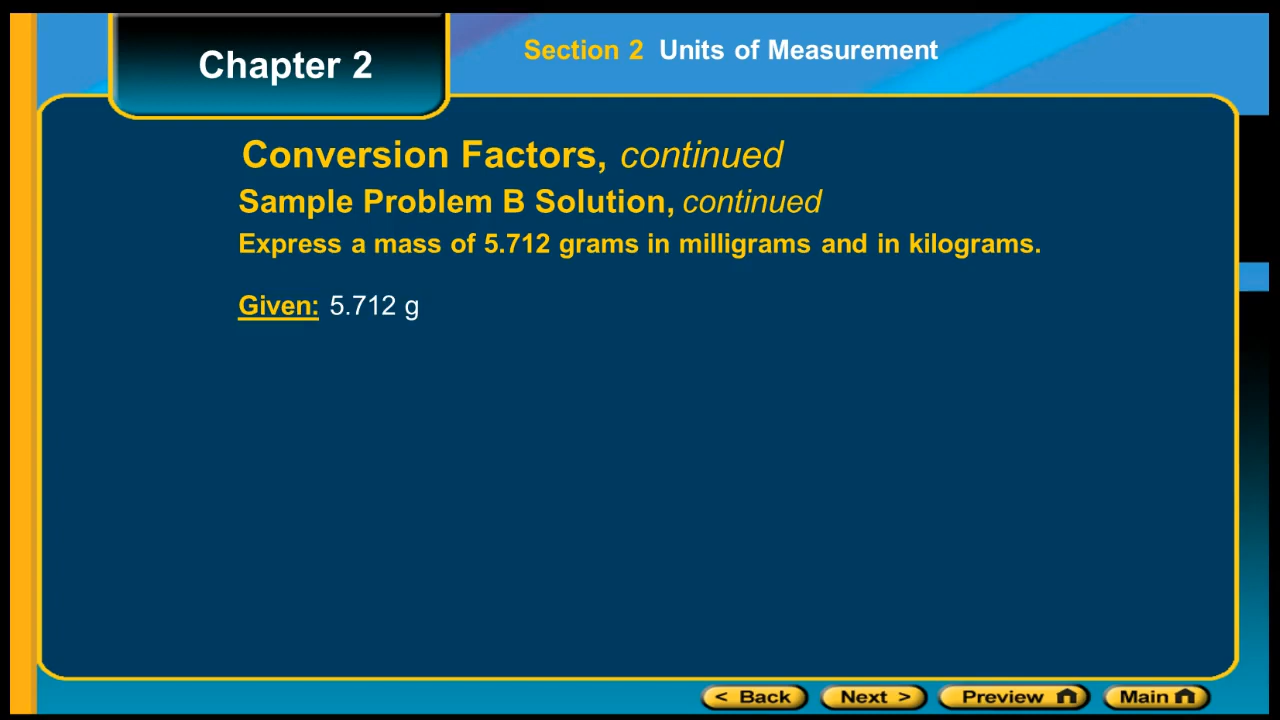 Chapter 2
Section 2 Units of Measurement
Conversion Factors, continued
Sample Problem B Solution, continued
Express a mass of 5.712 grams in milligrams and in kilograms.
Given: 5.712 g
< Back Next > Preview Main